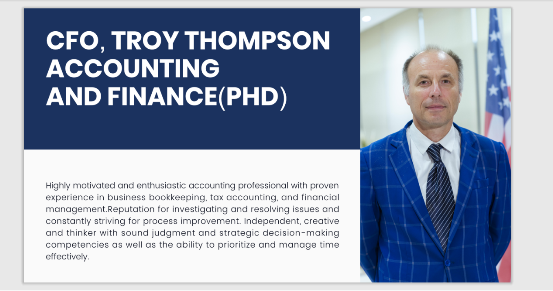 CFO, TROY THOMPSON
ACCOUNTING
AND FINANCE(PHD)
Highly motivated and enthusiastic accounting professional with proven
experience in business bookkeeping, tax accounting, and financial
management.Reputation for investigating and resolving issues and
constantly striving for process improvement. Independent, creative
and thinker with sound judgment and strategic decision-making
competencies as well as the ability to prioritize and manage time
effectively.